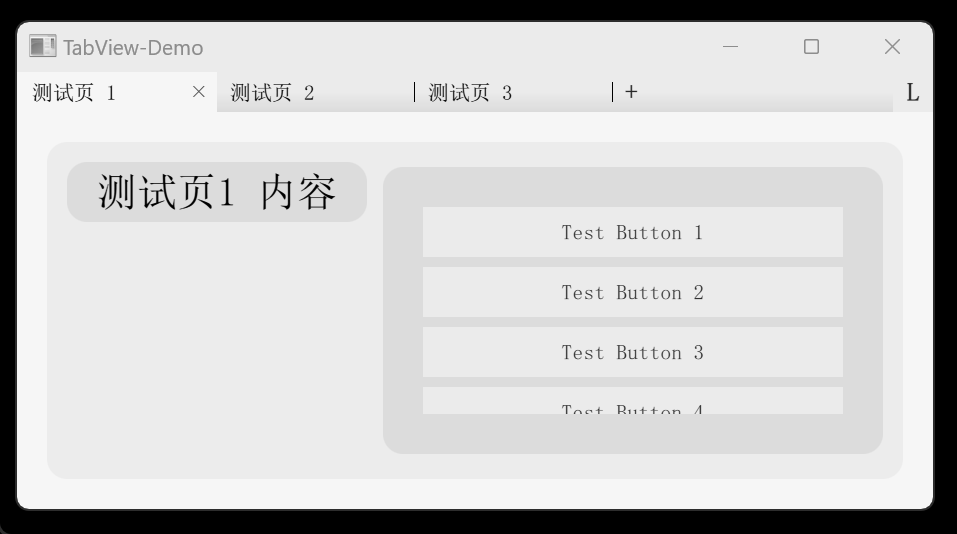 TabView-Demo
测试页 1
测试页 2
测试页 3
+
L
测试页1 内容
Test Button 1
Test Button 2
Test Button 3
Test Button 4